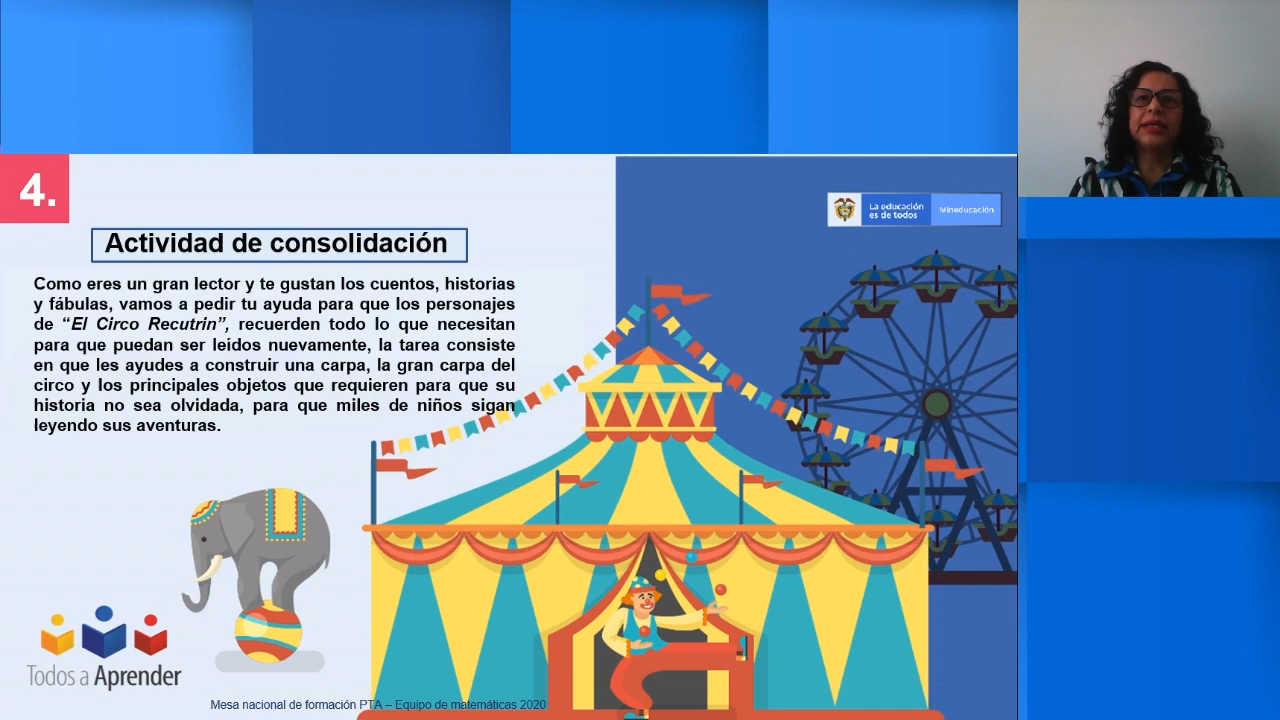 4.
La educación
es de todos
Mineducación
Actividad de consolidación
Como eres un gran lector y te gustan los cuentos, historias
y fábulas, vamos a pedir tu ayuda para que los personajes
de “El Circo Recutrin”, recuerden todo lo que necesitan
para que puedan ser leídos nuevamente, la tarea consiste
en que les ayudes a construir una carpa, la gran carpa del
circo y los principales objetos que requieren para que su
historia no sea olvidada, para que miles de niños sigan
leyendo sus aventuras.
Todos a Aprender
Mesa nacional de formación PTA – Equipo de matemáticas 2020